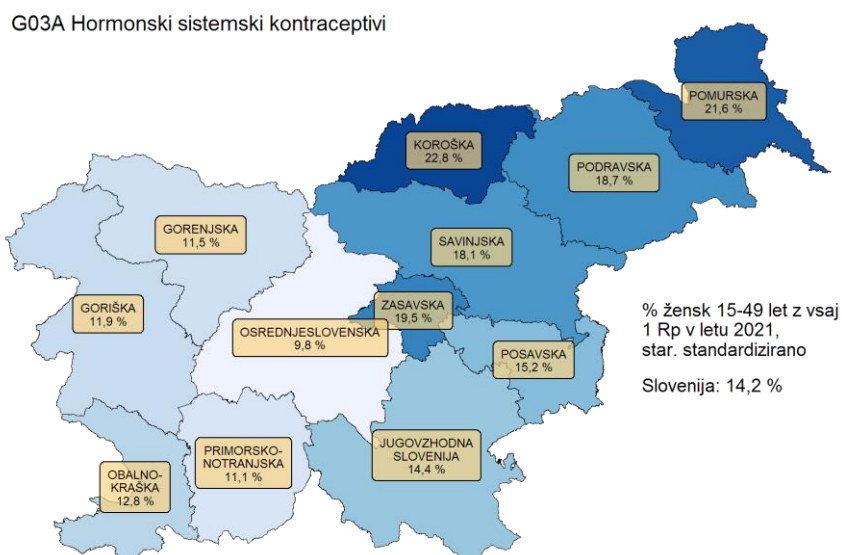 G03A Hormonski sistemski kontraceptivi
POMURSKA
21,6 %
KOROŠKA
22,8 %
PODRAVSKA
18,7 %
GORENJSKA
11,5 %
SAVINJSKA
18,1 %
GORIŠKA
11,9 %
ZASAVSKA
19,5 %
OSREDNJESLOVENSKA
9,8 %
POSAVSKA
15,2 %
% žensk 15-49 let z vsaj
1 Rp v letu 2021,
star. standardizirano
Slovenija: 14,2 %
JUGOVZHODNA
SLOVENIJA
14,4 %
PRIMORSKO-
NOTRANJSKA
11,1 %
OBALNO-
KRAŠKA
12,8 %